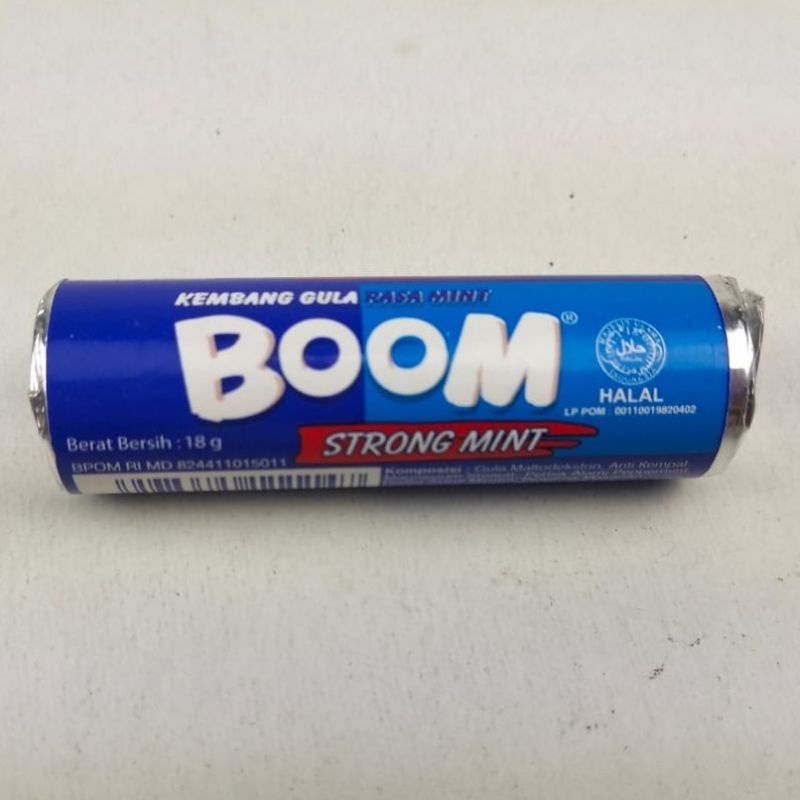 KEMBANG GULA RASA MINT
BOOM®
STRONG MINT
حلال
HALAL
LP POM : 00110019820402
Berat Bersih : 18 g
BPOM RI MD 824411015011
Komposisi : Gula, Maltodekstrin, Anti Kempal